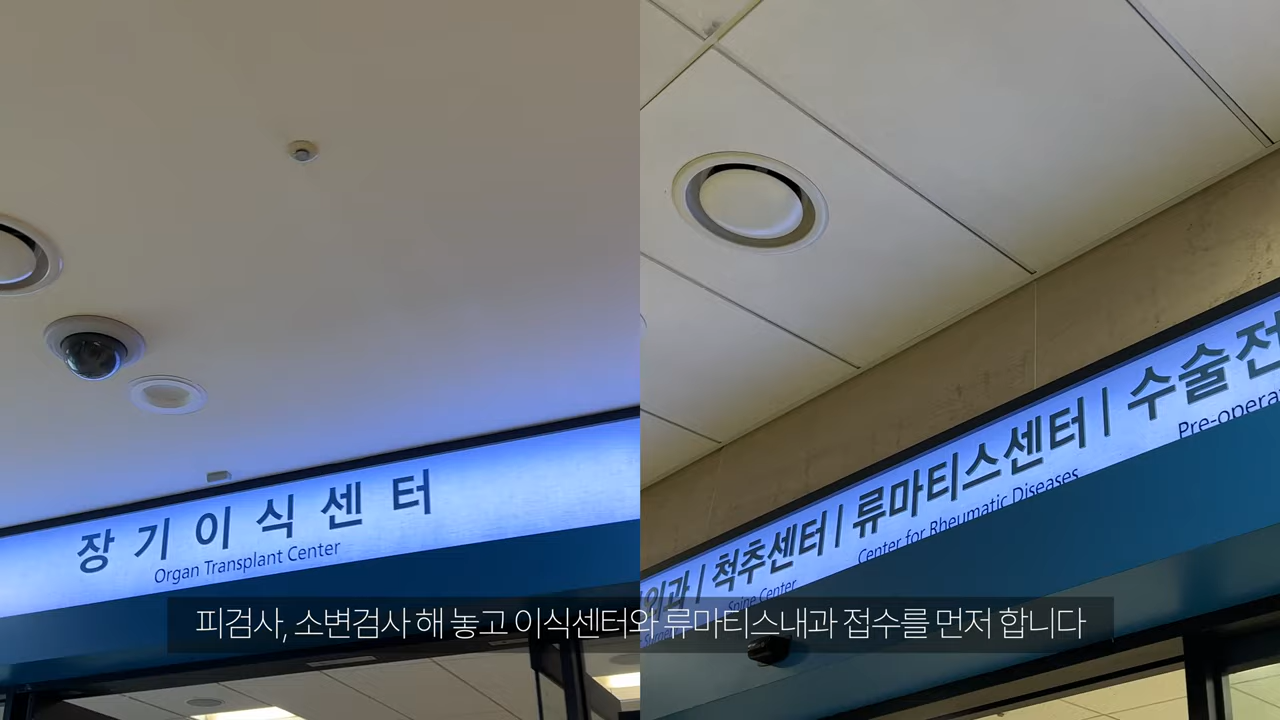 장기이식센터
Organ Transplant Center
척추센터 | 류마티스센터 | 수술전
Spine Center
Center for Rheumatic Diseases
피검사, 소변검사 해 놓고 이식센터와 류마티스내과 접수를 먼저 합니다